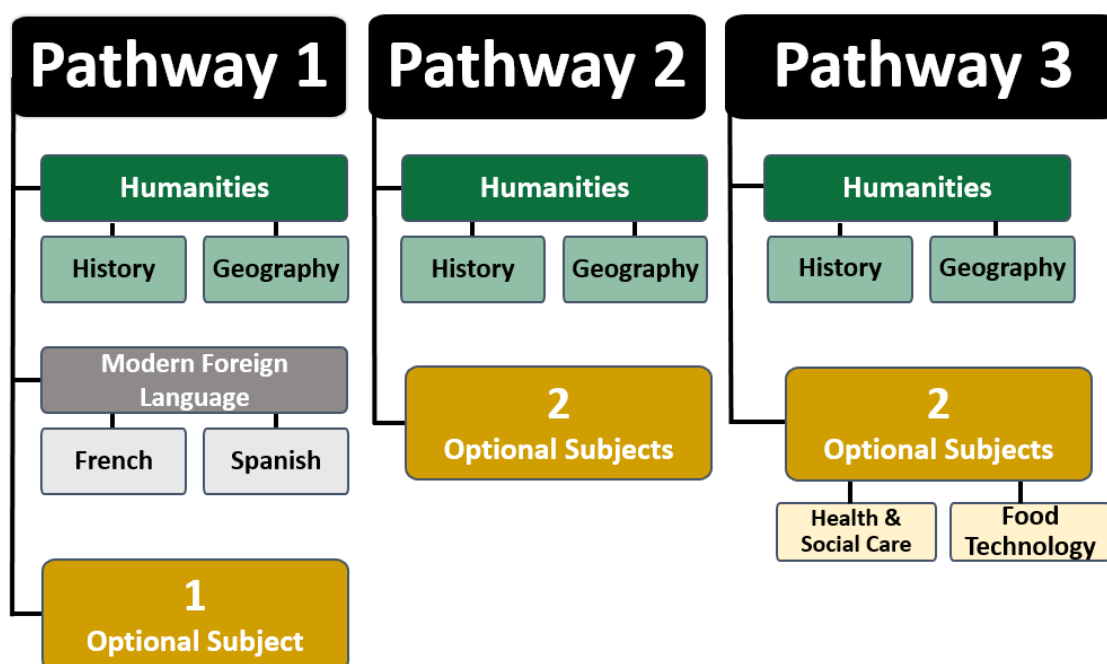 Pathway 1
Humanities
History
Geography
Modern Foreign
Language
French
Spanish
1
Optional Subject
Pathway 2
Humanities
History
Geography
2
Optional Subjects
Pathway 3
Humanities
History
Geography
2
Optional Subjects
Health &
Social Care
Food
Technology